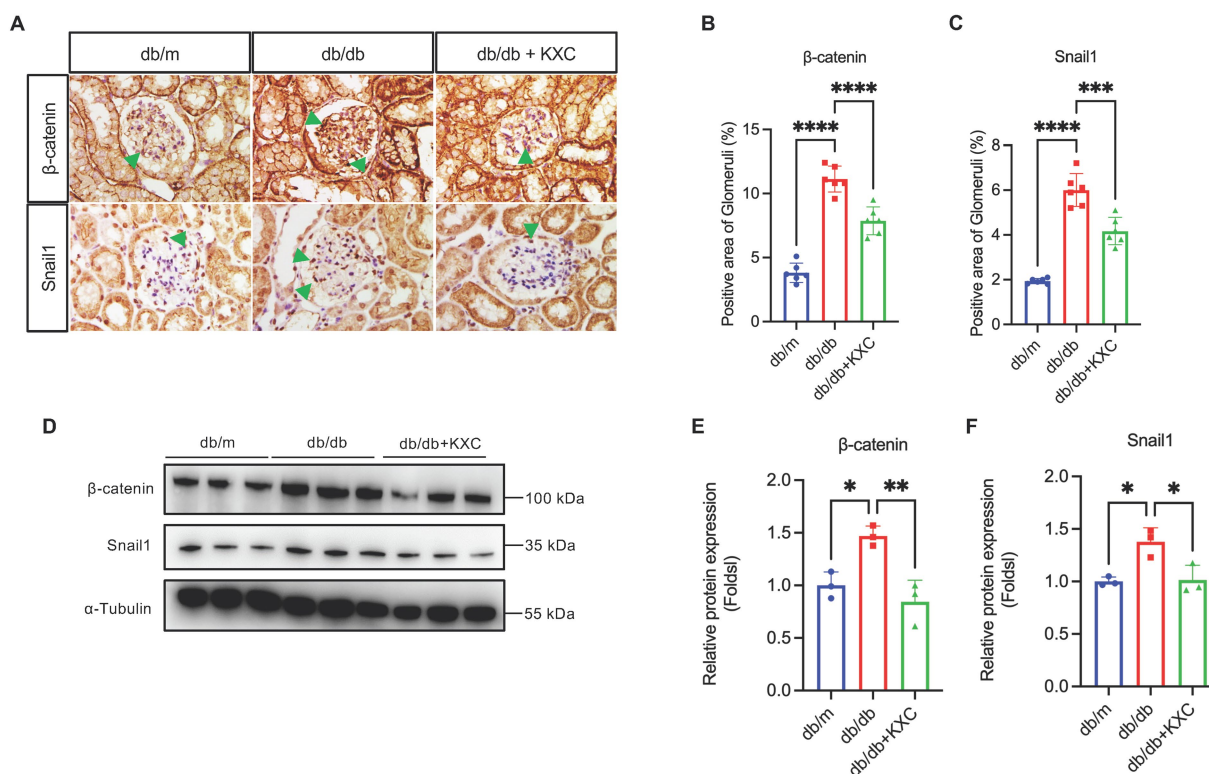 A
db/m
db/db
db/db + KXC
β-catenin
Snail1
B
β-catenin
****
****
Positive area of Glomeruli (%)
15
10
5
0
db/m
db/db
db/db+KXC
C
Snail1
***
****
Positive area of Glomeruli (%)
8
6
4
2
0
db/m
db/db
db/db+KXC
D
db/m
db/db
db/db+KXC
β-catenin
100 kDa
Snail1
35 kDa
α-Tubulin
55 kDa
E
β-catenin
*
**
Relative protein expression
(Foldsl)
2.0
1.5
1.0
0.5
0.0
db/m
db/db
db/db+KXC
F
Snail1
*
*
Relative protein expression
(Foldsl)
2.0
1.5
1.0
0.5
0.0
db/m
db/db
db/db+KXC